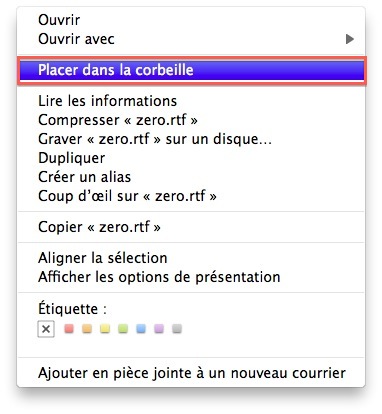 Ouvrir
Ouvrir avec
Placer dans la corbeille
Lire les informations
Compresser « zero.rtf »
Graver « zero.rtf » sur un disque...
Dupliquer
Créer un alias
Coup d’œil sur « zero.rtf »
Copier « zero.rtf »
Aligner la sélection
Afficher les options de présentation
Étiquette :
Ajouter en pièce jointe à un nouveau courrier